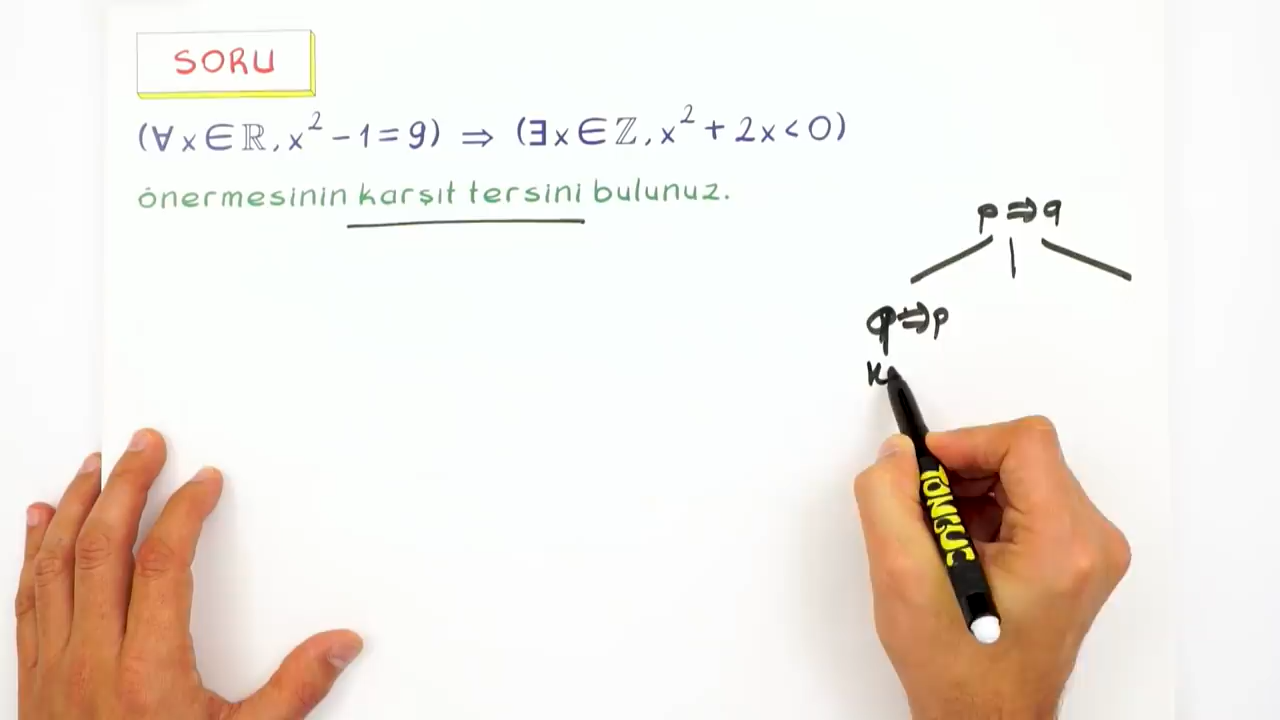 SORU
(∀x∈ℝ, x² - 1 = 9) ⇒ (∃x∈ℤ, x² + 2x < 0)
önermesinin karşıt tersini bulunuz.
p⇒q
q⇒p
TONGUÇ